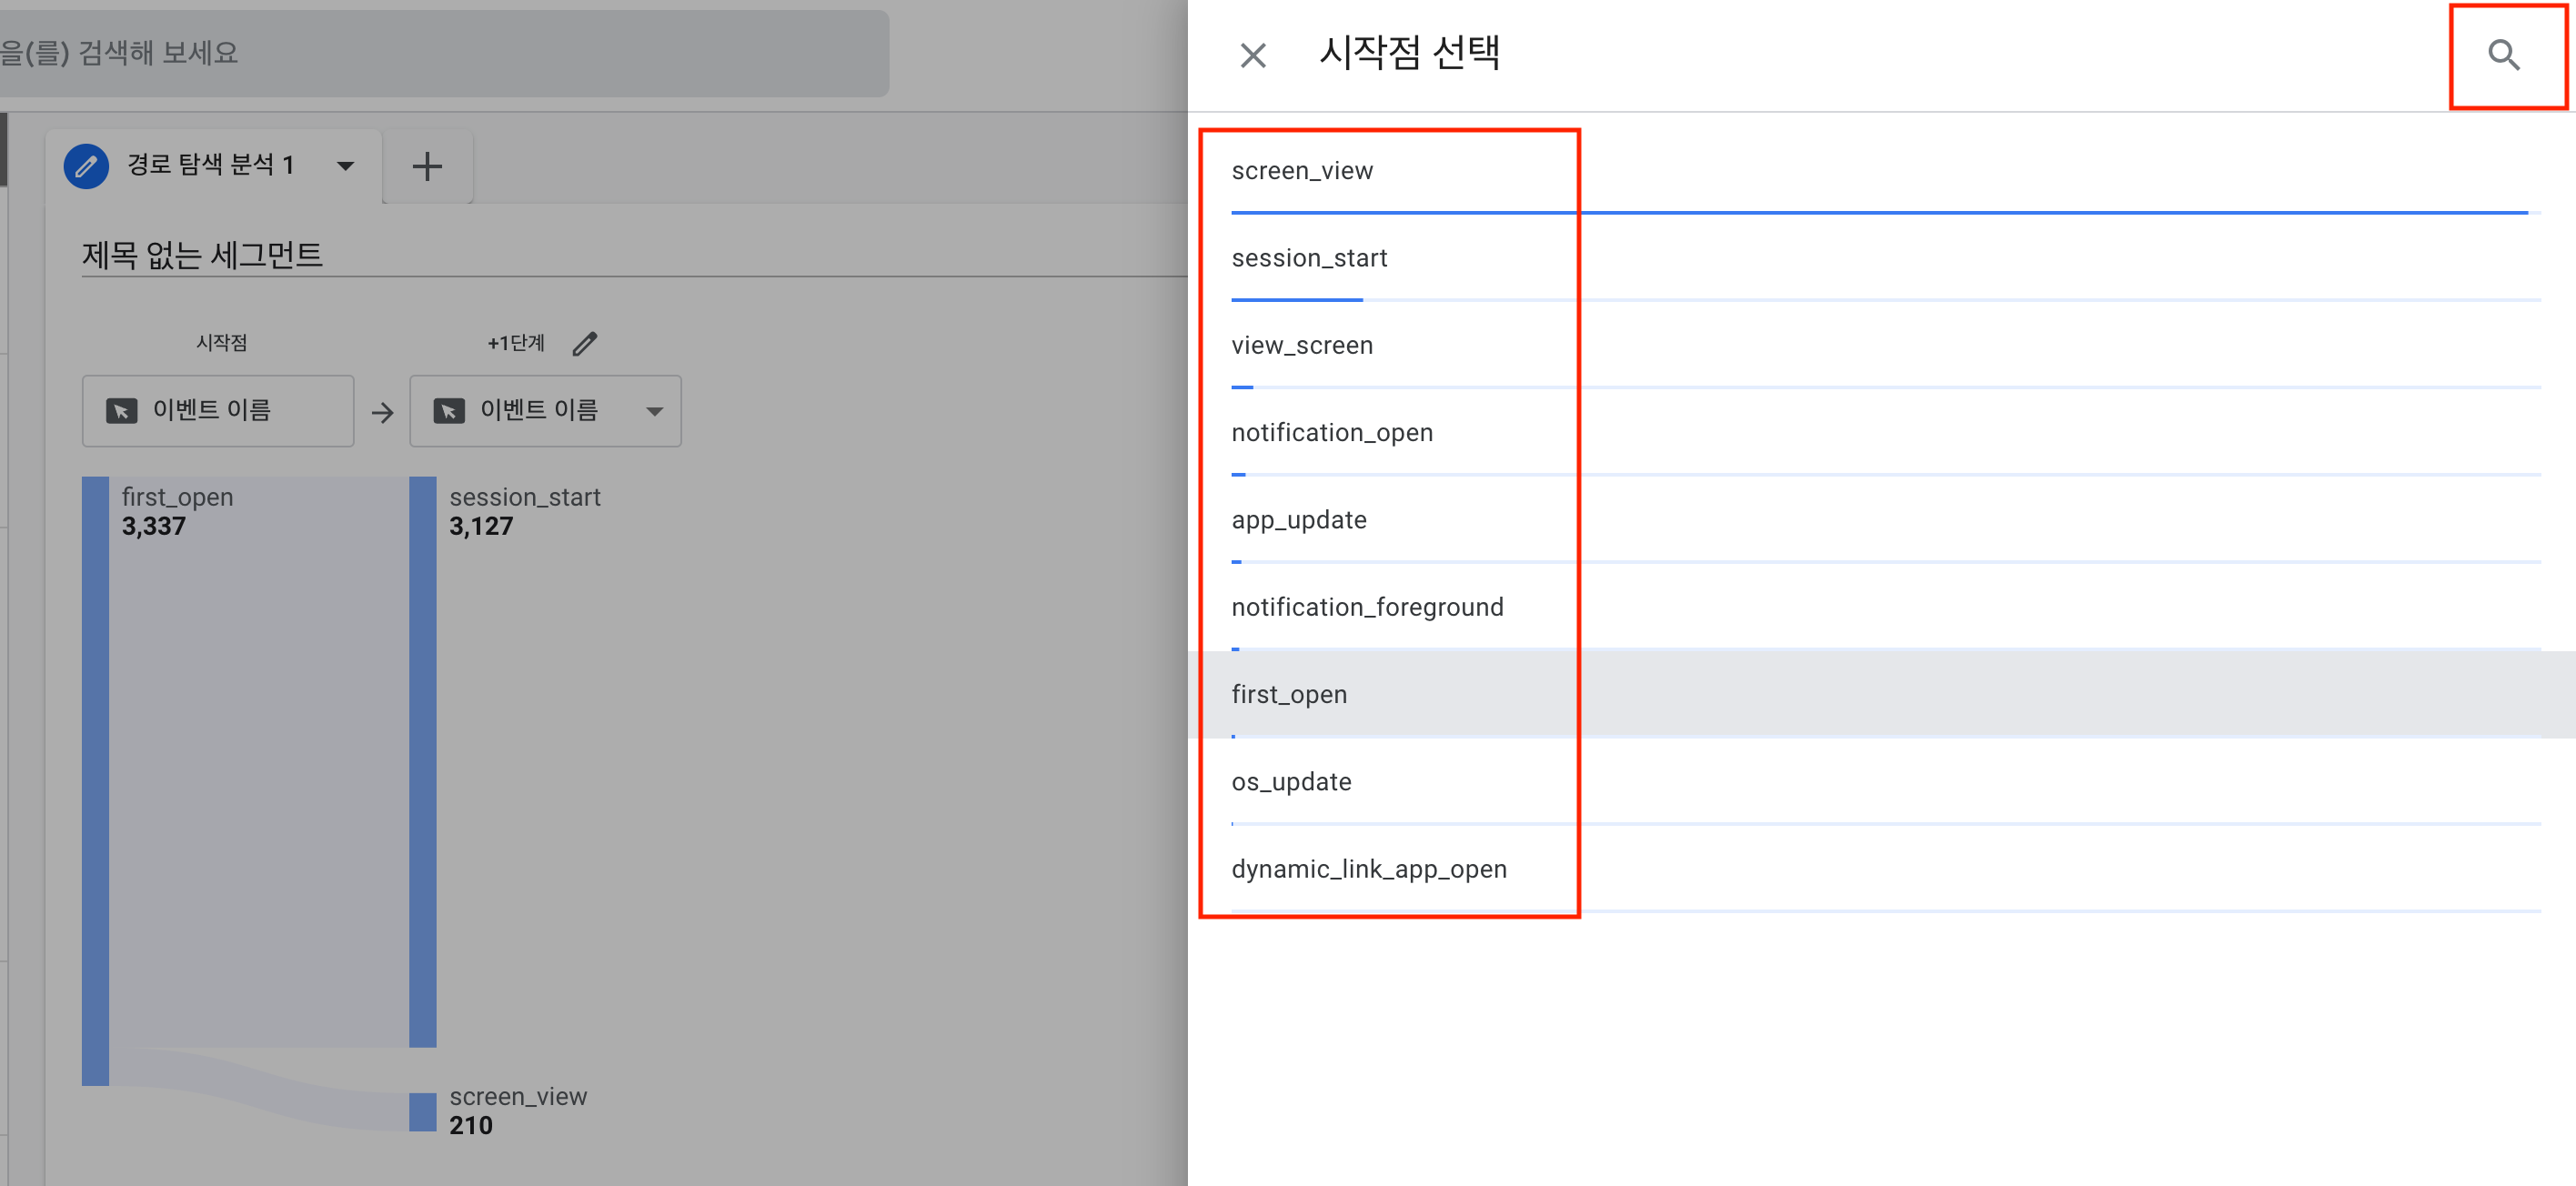 을(를) 검색해 보세요
경로 탐색 분석 1
제목 없는 세그먼트
시작점
+1단계
이벤트 이름
이벤트 이름
first_open
3,337
session_start
3,127
screen_view
210
시작점 선택
screen_view
session_start
view_screen
notification_open
app_update
notification_foreground
first_open
os_update
dynamic_link_app_open